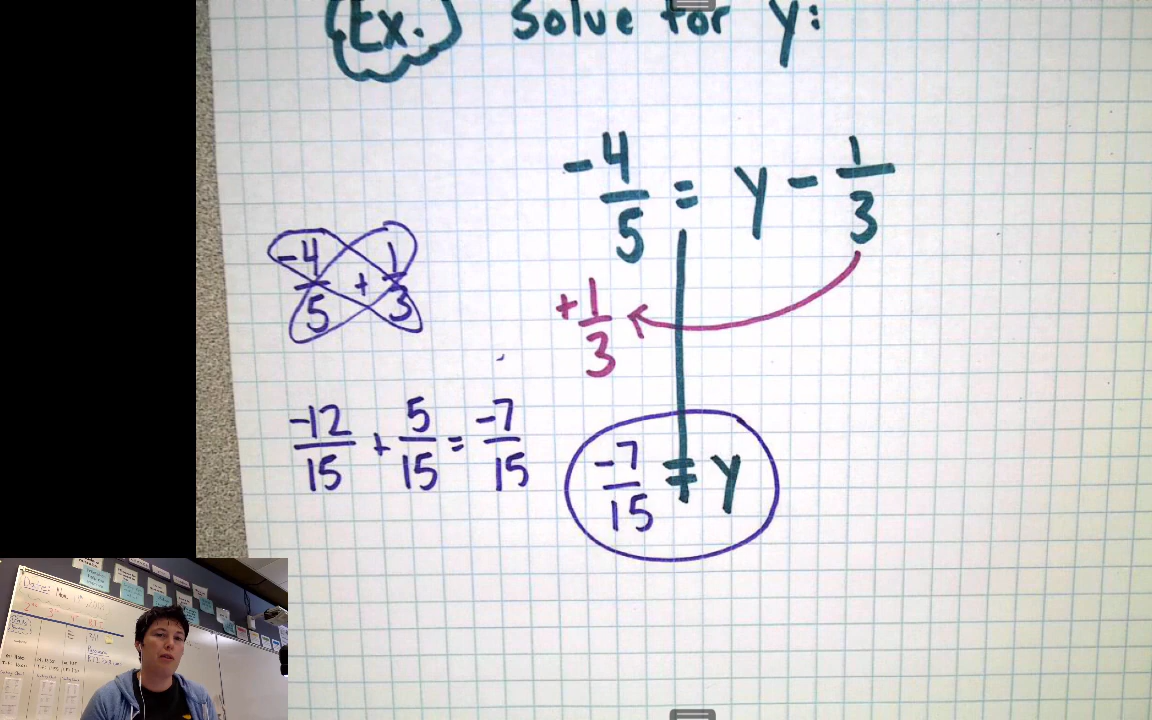 Ex. Solve for y:
-4/5 = y - 1/3
-4/5 + 1/3
+1/3
-12/15 + 5/15 = -7/15
-7/15 = y